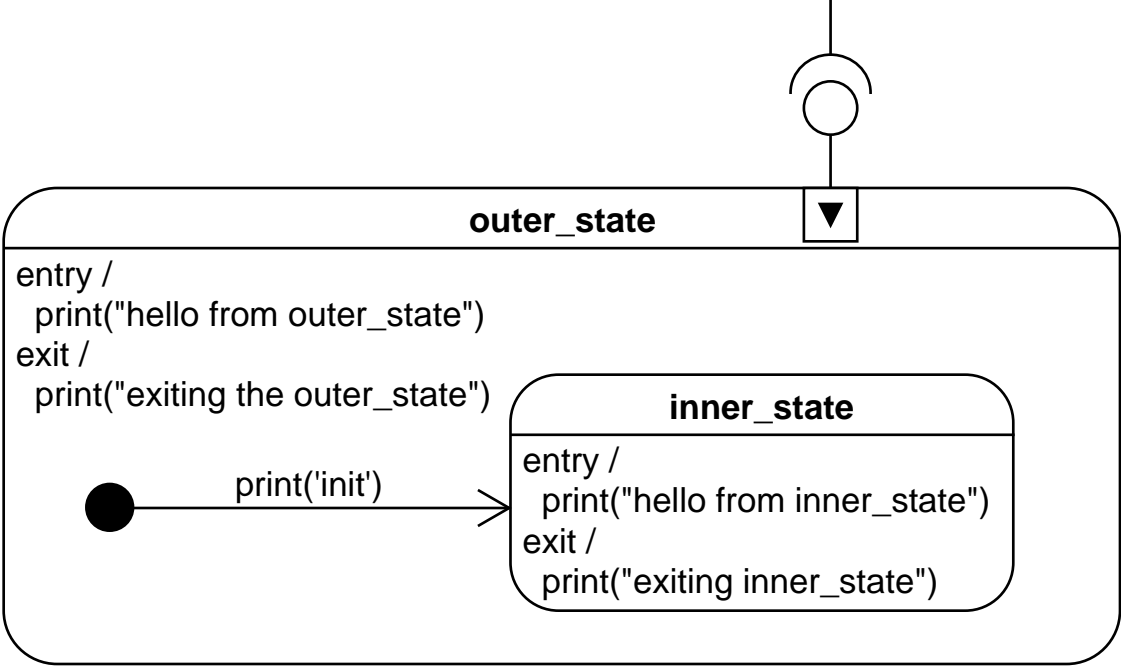 outer_state
entry /
print("hello from outer_state")
exit /
print("exiting the outer_state")
print('init')
inner_state
entry /
print("hello from inner_state")
exit /
print("exiting inner_state")